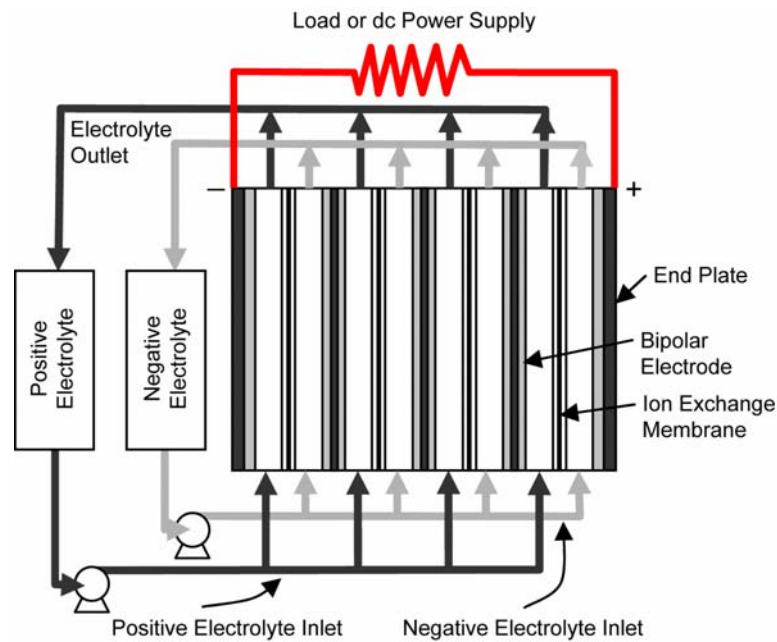 Load or dc Power Supply
Electrolyte
Outlet
−
+
End Plate
Bipolar
Electrode
Ion Exchange
Membrane
Positive
Electrolyte
Negative
Electrolyte
Positive Electrolyte Inlet
Negative Electrolyte Inlet